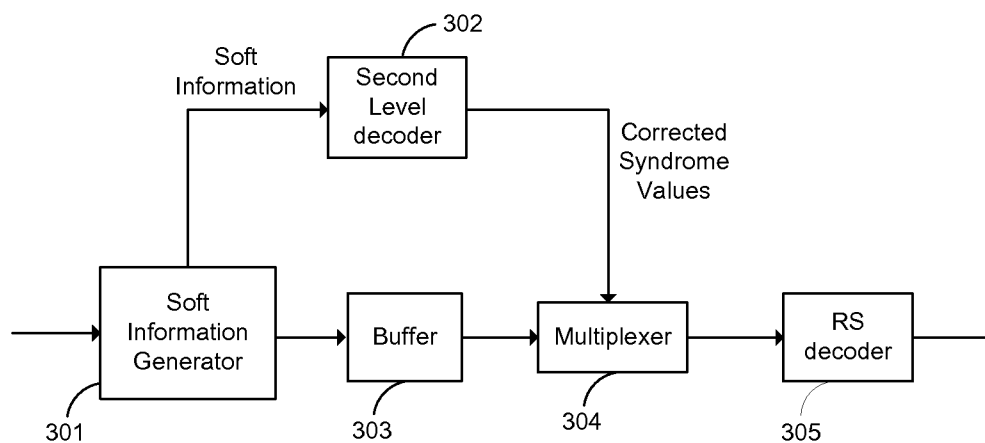 302
Soft
Information
Second
Level
decoder
Corrected
Syndrome
Values
Soft
Information
Generator
Buffer
Multiplexer
RS
decoder
301
303
304
305